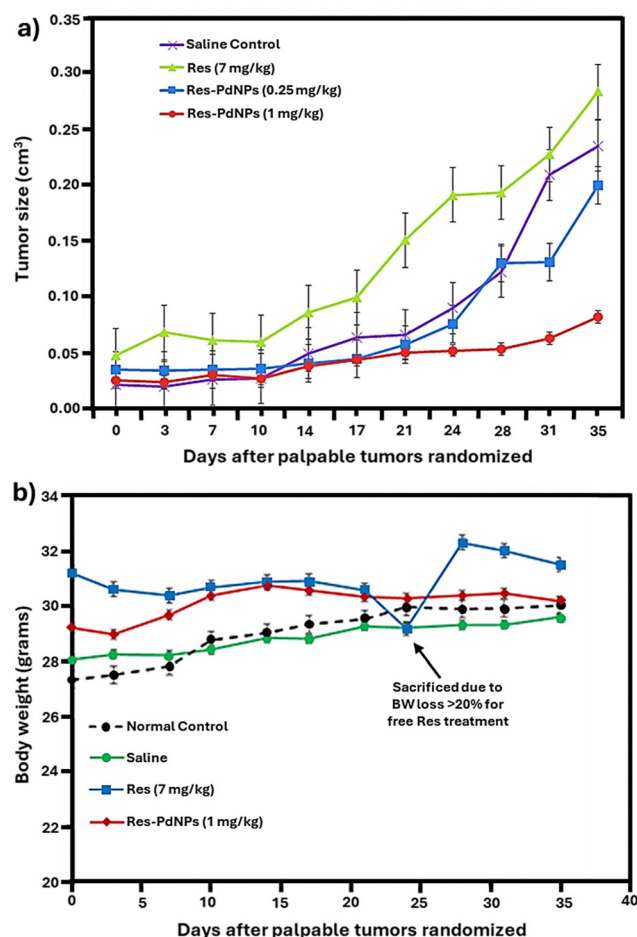 a)
Tumor size (cm³)
0.35
0.30
0.25
0.20
0.15
0.10
0.05
0.00
Saline Control
Res (7 mg/kg)
Res-PdNPs (0.25 mg/kg)
Res-PdNPs (1 mg/kg)
0 3 7 10 14 17 21 24 28 31 35
Days after palpable tumors randomized
b)
Body weight (grams)
34
32
30
28
26
24
22
20
Sacrificed due to
BW loss >20% for
free Res treatment
Normal Control
Saline
Res (7 mg/kg)
Res-PdNPs (1 mg/kg)
0 5 10 15 20 25 30 35 40
Days after palpable tumors randomized